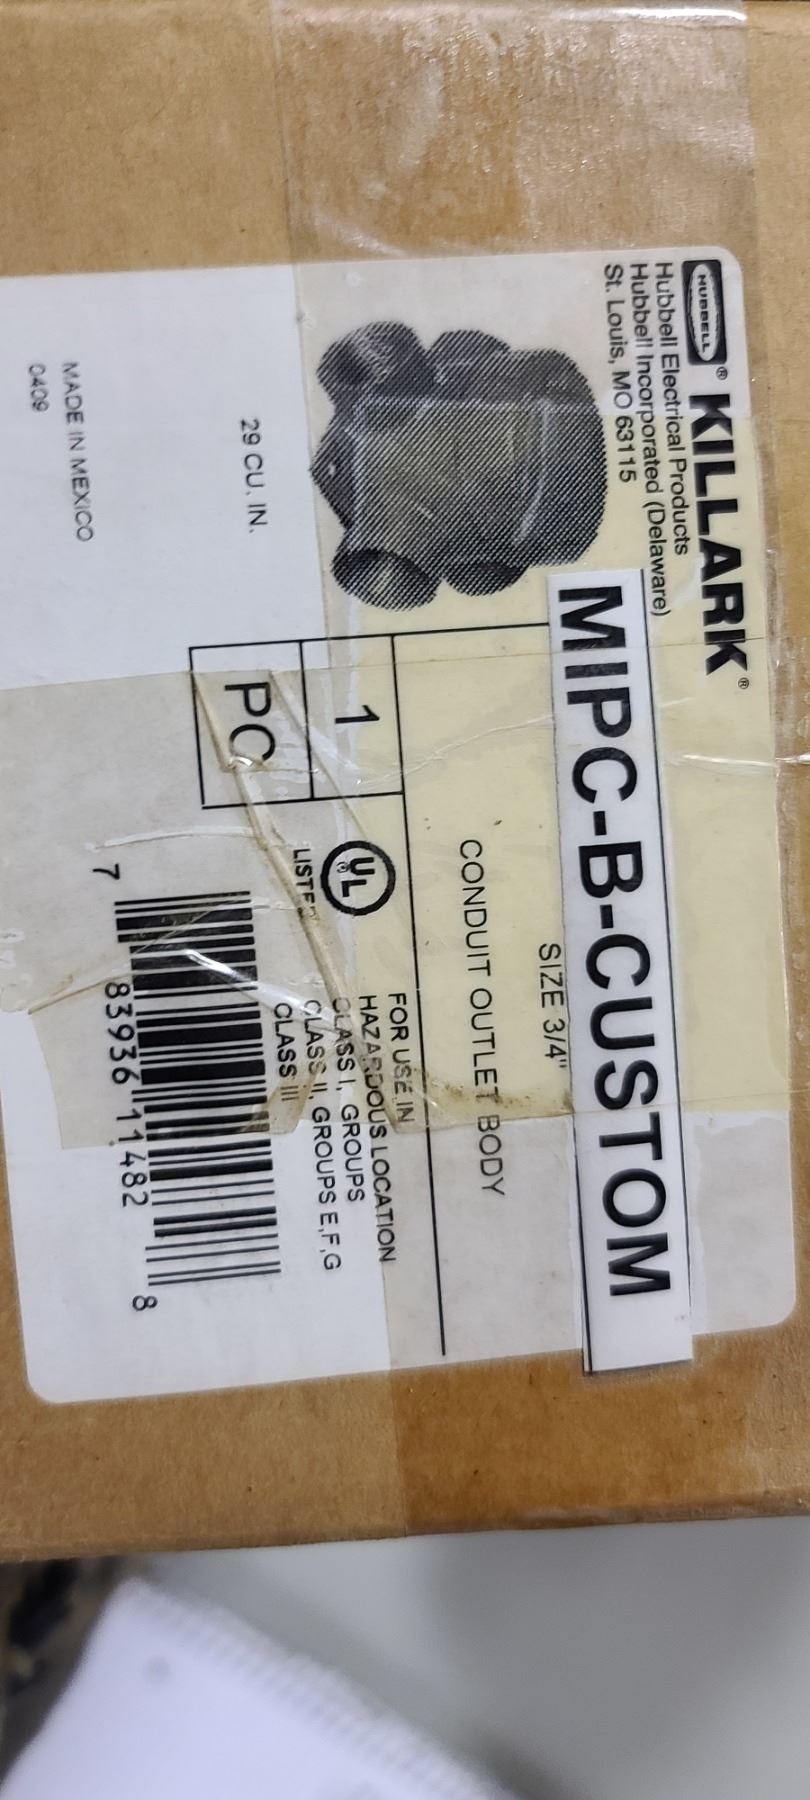 HUBBELL® KILLARK®
Hubbell Electrical Products
Hubbell Incorporated (Delaware)
St. Louis, MO 63115
MIPC-B-CUSTOM
SIZE 3/4"
CONDUIT OUTLET BODY
29 CU. IN.
1
PC
UL®
LISTED
FOR USE IN
HAZARDOUS LOCATION
CLASS I, GROUPS
CLASS II, GROUPS E,F,G
CLASS III
MADE IN MEXICO
0409
7 83936 11482 8